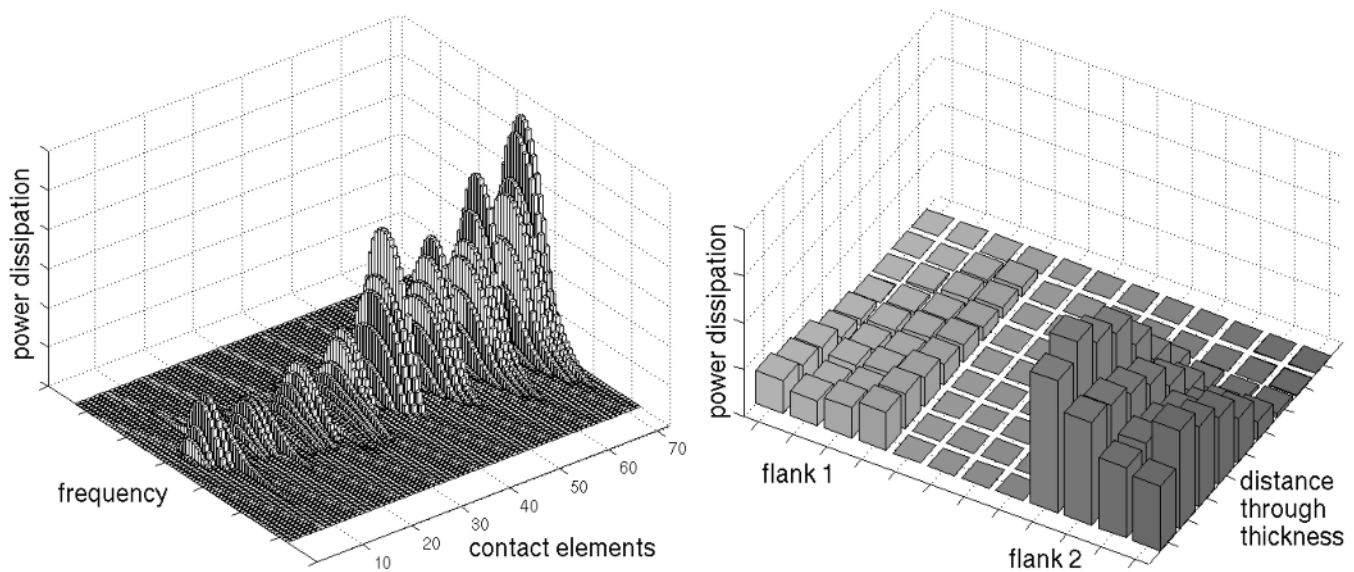 power dissipation
frequency
10
20
30
40
50
60
70
contact elements
power dissipation
flank 1
flank 2
distance
through
thickness